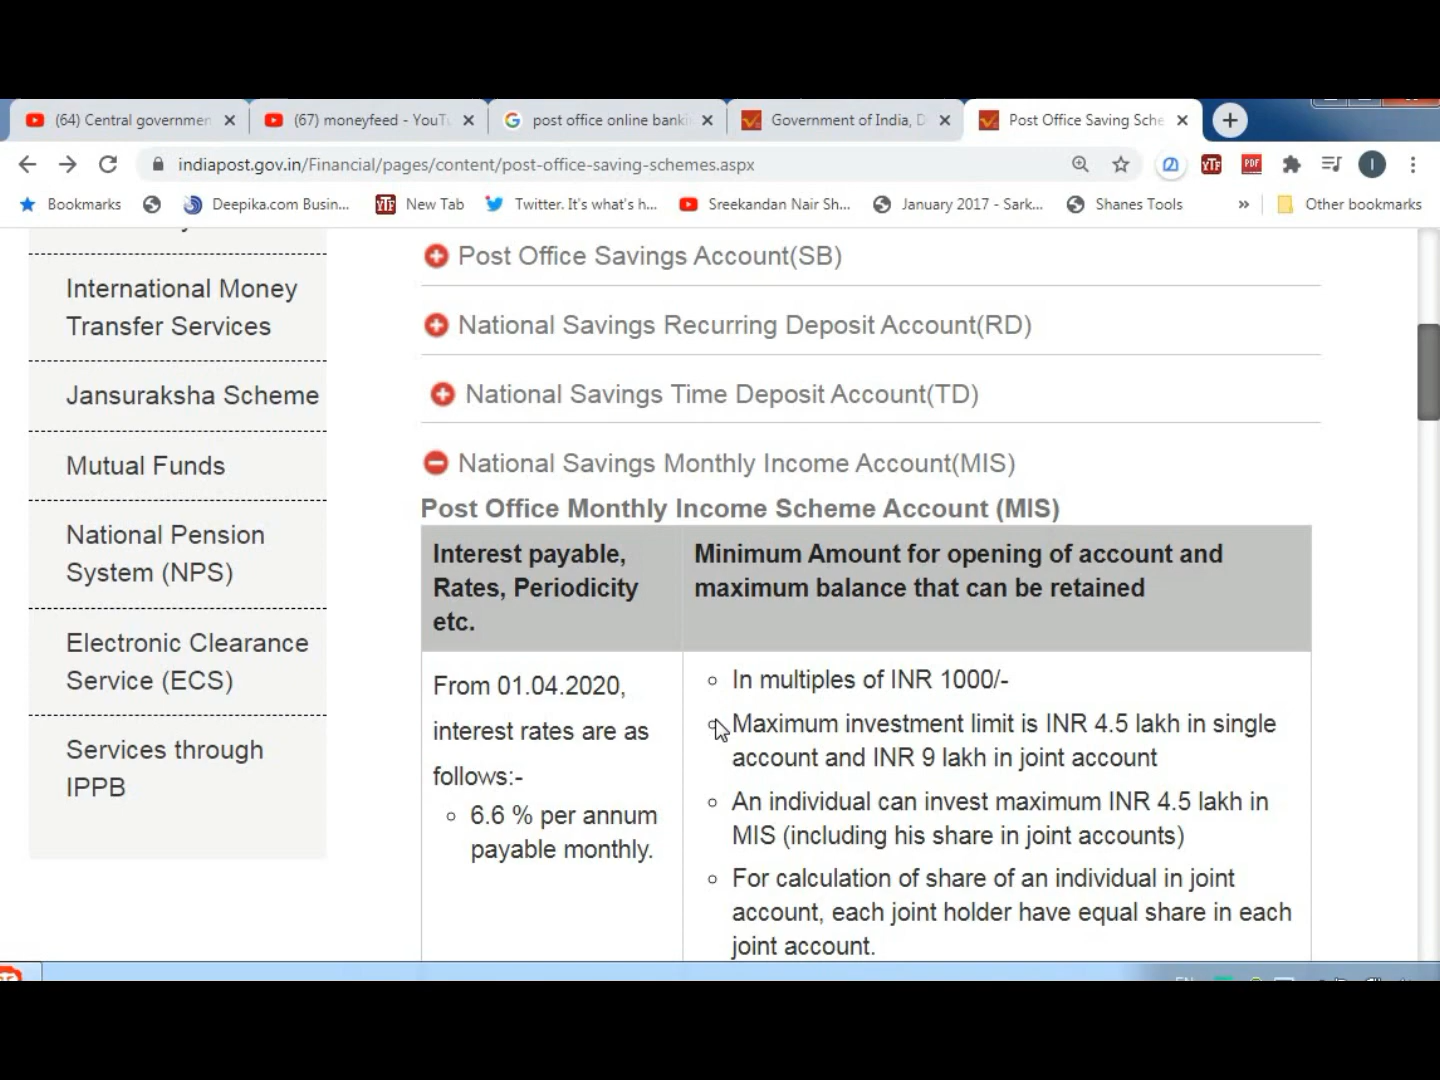 (64) Central governmen
(67) moneyfeed - YouTu
post office online banki
Government of India, D
Post Office Saving Sche
indiapost.gov.in/Financial/pages/content/post-office-saving-schemes.aspx
YTF
PDF
I
Bookmarks
Deepika.com Busin...
YTF
New Tab
Twitter. It's what's h...
Sreekandan Nair Sh...
January 2017 - Sark...
Shanes Tools
»
Other bookmarks
International Money
Transfer Services
Jansuraksha Scheme
Mutual Funds
National Pension
System (NPS)
Electronic Clearance
Service (ECS)
Services through
IPPB
Post Office Savings Account(SB)
National Savings Recurring Deposit Account(RD)
National Savings Time Deposit Account(TD)
National Savings Monthly Income Account(MIS)
Post Office Monthly Income Scheme Account (MIS)
Interest payable,
Rates, Periodicity
etc.
Minimum Amount for opening of account and
maximum balance that can be retained
From 01.04.2020,
interest rates are as
follows:-
6.6 % per annum
payable monthly.
In multiples of INR 1000/-
Maximum investment limit is INR 4.5 lakh in single
account and INR 9 lakh in joint account
An individual can invest maximum INR 4.5 lakh in
MIS (including his share in joint accounts)
For calculation of share of an individual in joint
account, each joint holder have equal share in each
joint account.